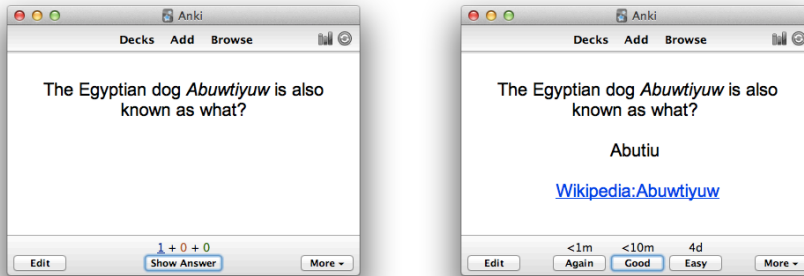 Anki
Decks Add Browse
The Egyptian dog Abuwtiyuw is also
known as what?
1 + 0 + 0
Edit Show Answer More
Anki
Decks Add Browse
The Egyptian dog Abuwtiyuw is also
known as what?
Abutiu
Wikipedia:Abuwtiyuw
<1m <10m 4d
Edit Again Good Easy More